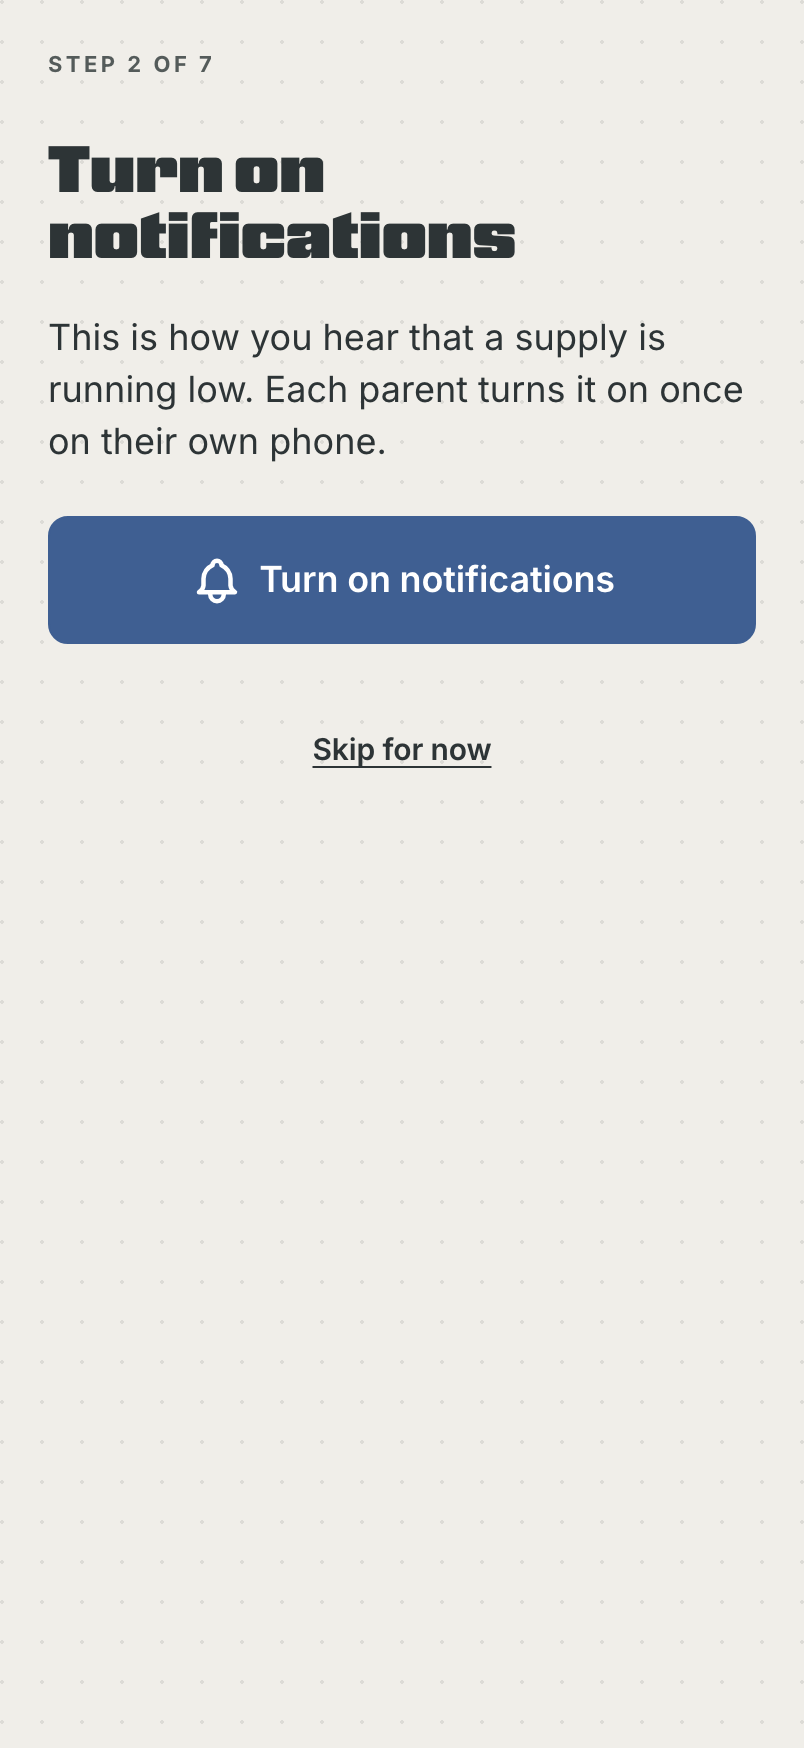 STEP 2 OF 7
Turn on
notifications
This is how you hear that a supply is
running low. Each parent turns it on once
on their own phone.
Turn on notifications
Skip for now